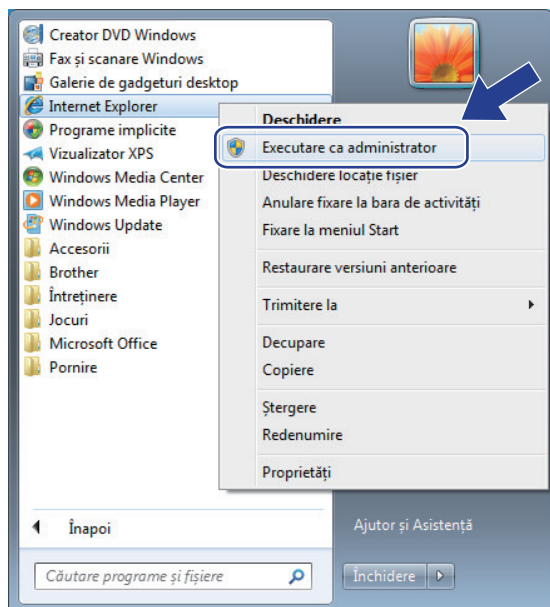 Creator DVD Windows
Fax și scanare Windows
Galerie de gadgeturi desktop
Internet Explorer
Programe implicite
Vizualizator XPS
Windows Media Center
Windows Media Player
Windows Update
Accesorii
Brother
Întreținere
Jocuri
Microsoft Office
Pornire
Înapoi
Căutare programe și fișiere
Deschidere
Executare ca administrator
Deschidere locație fișier
Anulare fixare la bara de activități
Fixare la meniul Start
Restaurare versiuni anterioare
Trimitere la
Decupare
Copiere
Ștergere
Redenumire
Proprietăți
Ajutor și Asistență
Închidere